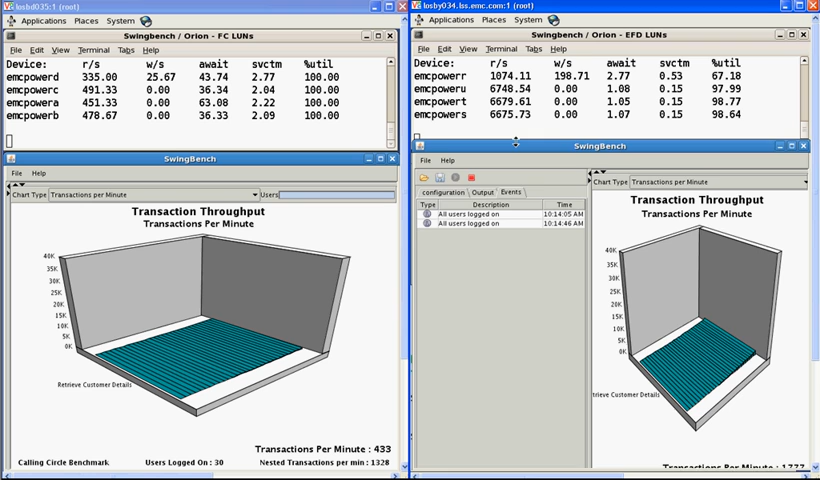 losbd035:1 (root)
Applications Places System
Swingbench / Orion - FC LUNs
File Edit View Terminal Tabs Help
Device: r/s w/s await svctm %util
emcpowerd 335.00 25.67 43.74 2.77 100.00
emcpowerc 491.33 0.00 36.34 2.04 100.00
emcpowera 451.33 0.00 63.08 2.22 100.00
emcpowerb 478.67 0.00 36.33 2.09 100.00
SwingBench
File Help
Chart Type Transactions per Minute Users
Transaction Throughput
Transactions Per Minute
40K
35K
30K
25K
20K
15K
10K
5K
0K
Retrieve Customer Details
Transactions Per Minute : 433
Calling Circle Benchmark Users Logged On : 30 Nested Transactions per min : 1328
losby034.lss.emc.com:1 (root)
Applications Places System
Swingbench / Orion - EFD LUNs
File Edit View Terminal Tabs Help
Device: r/s w/s await svctm %util
emcpowerr 1074.11 198.71 2.77 0.53 67.18
emcpoweru 6748.54 0.00 1.08 0.15 97.99
emcpowert 6679.61 0.00 1.05 0.15 98.77
emcpowers 6675.73 0.00 1.07 0.15 98.64
SwingBench
File Help
configuration Output Events
Type Description Time
All users logged on 10:14:05 AM
All users logged on 10:14:46 AM
Chart Type Transactions per Minute
Transaction Throughput
Transactions Per Minute
40K
35K
30K
25K
20K
15K
10K
5K
0K
etrieve Customer Details
Transactions Per Minute : 1777